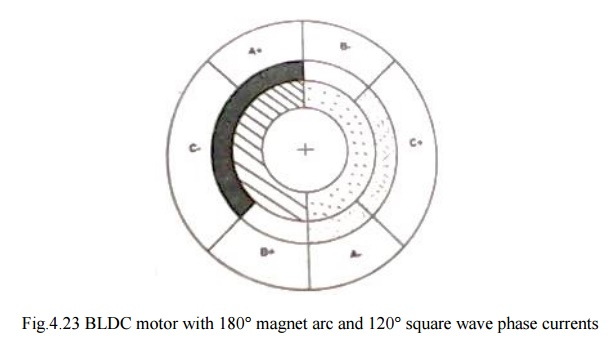 A+ B-
C- C+
B+ A-
Fig.4.23 BLDC motor with 180° magnet arc and 120° square wave phase currents